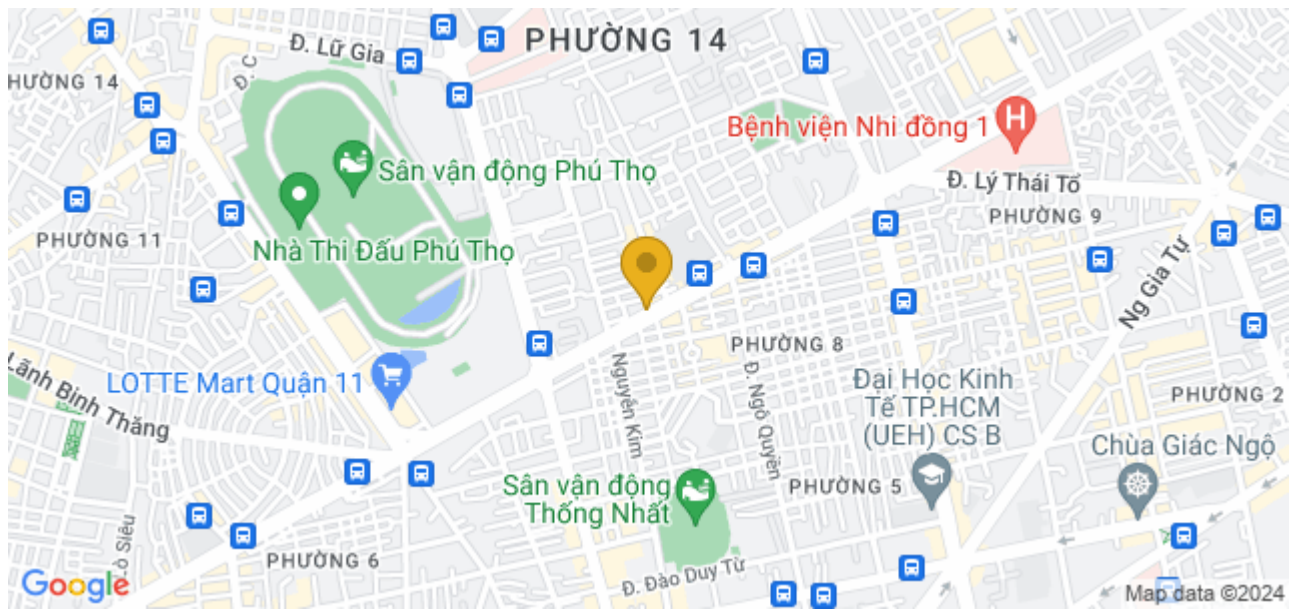 Đ. Lữ Gia
PHƯỜNG 14
Đ. C
HƯỜNG 14
Bệnh viện Nhi đồng 1
H
Sân vận động Phú Thọ
Đ. Lý Thái Tổ
PHƯỜNG 9
PHƯỜNG 11
Nhà Thi Đấu Phú Thọ
Ng Gia Tự
PHƯỜNG 8
Lãnh Binh Thăng
LOTTE Mart Quận 11
Nguyễn Kim
Đ. Ngô Quyền
Đại Học Kinh
Tế TP.HCM
(UEH) CS B
PHƯỜNG 2
Chùa Giác Ngộ
Sân vận động
Thống Nhất
PHƯỜNG 5
Siêu
PHƯỜNG 6
Đ. Đào Duy Từ
Google
Map data ©2024